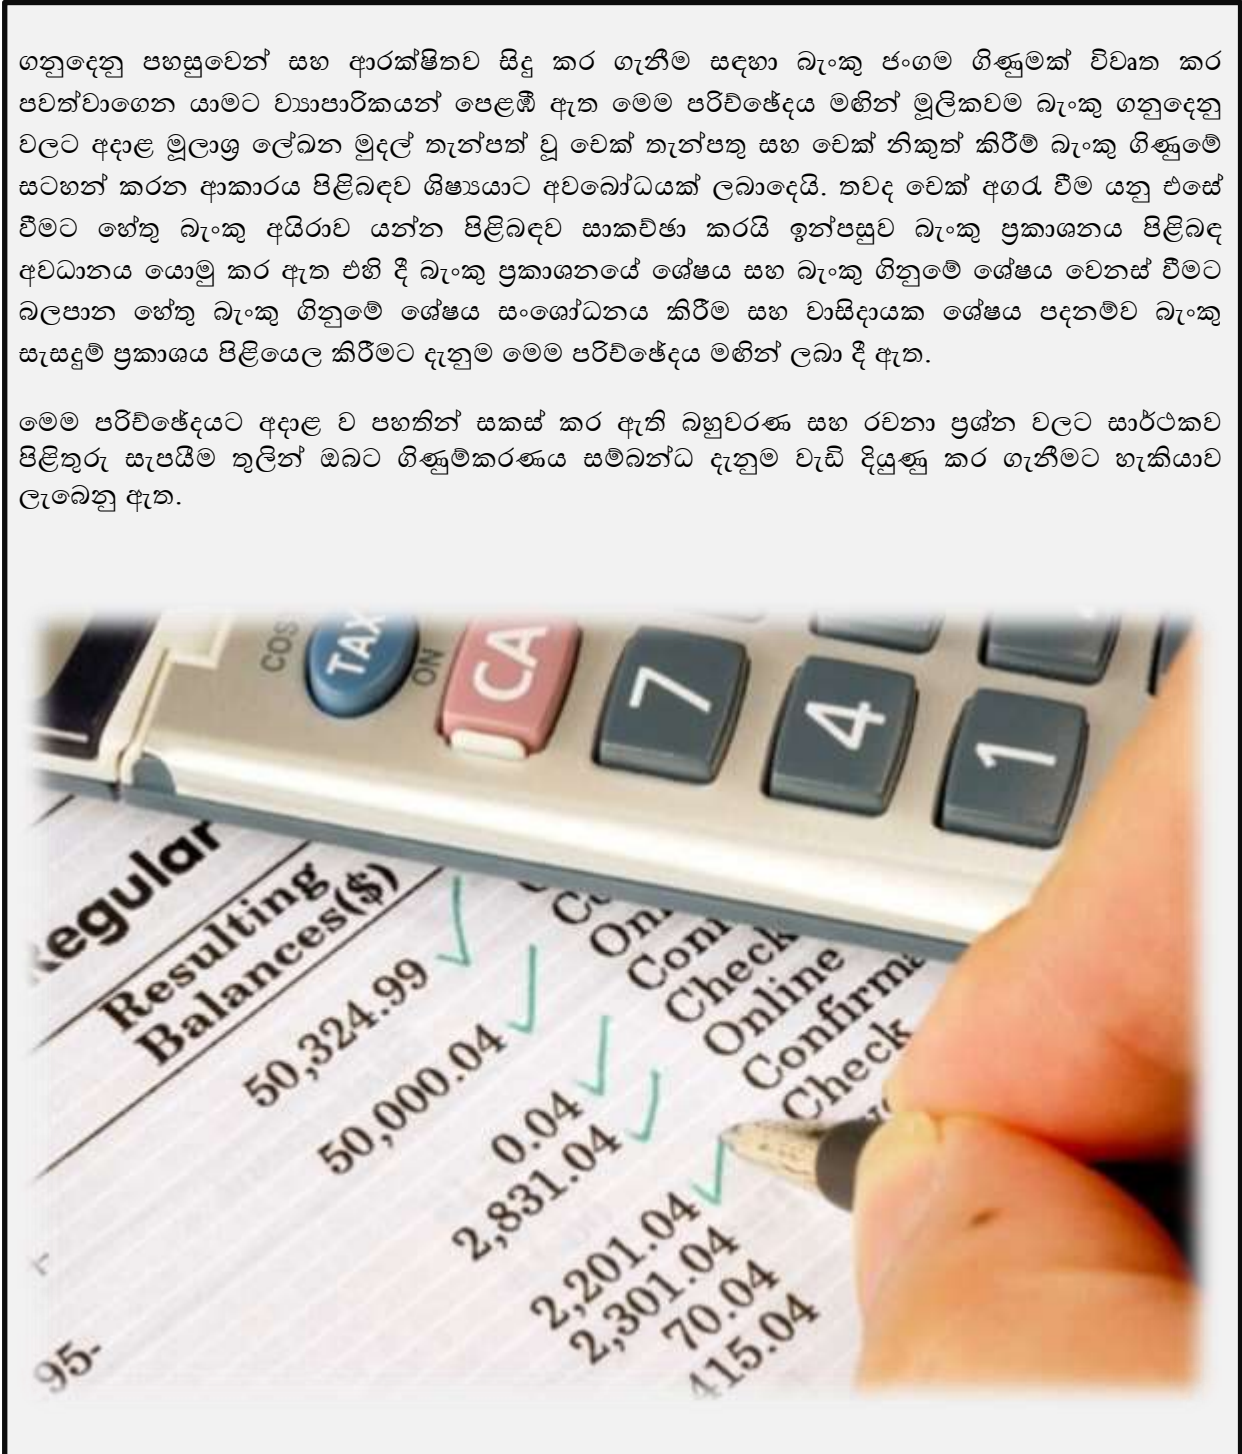 ගනුදෙනු පහසුවෙන් සහ ආරක්ෂිතව සිදු කර ගැනීම සඳහා බැංකු ජංගම ගිණුමක් විවෘත කර
පවත්වාගෙන යාමට ව්‍යාපාරිකයන් පෙළඹී ඇත මෙම පරිච්ඡේදය මඟින් මූලිකවම බැංකු ගනුදෙනු
වලට අදාළ මූලාශ්‍ර ලේඛන මුදල් තැන්පත් වූ චෙක් තැන්පතු සහ චෙක් නිකුත් කිරීම් බැංකු ගිණුමේ
සටහන් කරන ආකාරය පිළිබඳව ශිෂ්‍යයාට අවබෝධයක් ලබාදෙයි. තවද චෙක් අගරු වීම යනු එසේ
වීමට හේතු බැංකු අයිරාව යන්න පිළිබඳව සාකච්ඡා කරයි ඉන්පසුව බැංකු ප්‍රකාශනය පිළිබඳ
අවධානය යොමු කර ඇත එහි දී බැංකු ප්‍රකාශනයේ ශේෂය සහ බැංකු ගිනුමේ ශේෂය වෙනස් වීමට
බලපාන හේතු බැංකු ගිනුමේ ශේෂය සංශෝධනය කිරීම සහ වාසිදායක ශේෂය පදනම්ව බැංකු
සැසදුම් ප්‍රකාශය පිළියෙල කිරීමට දැනුම මෙම පරිච්ඡේදය මඟින් ලබා දී ඇත.
මෙම පරිච්ඡේදයට අදාළ ව පහතින් සකස් කර ඇති බහුවරණ සහ රචනා ප්‍රශ්න වලට සාර්ථකව
පිළිතුරු සැපයීම තුලින් ඔබට ගිණුම්කරණය සම්බන්ධ දැනුම වැඩි දියුණු කර ගැනීමට හැකියාව
ලැබෙනු ඇත.
COS
TAX
ON
CA
7
4
1
egular
Resulting
Balances($)
50,324.99
50,000.04
0.04
2,831.04
2,201.04
2,301.04
70.04
415.04
95-
Check
Online
Confirma
Check